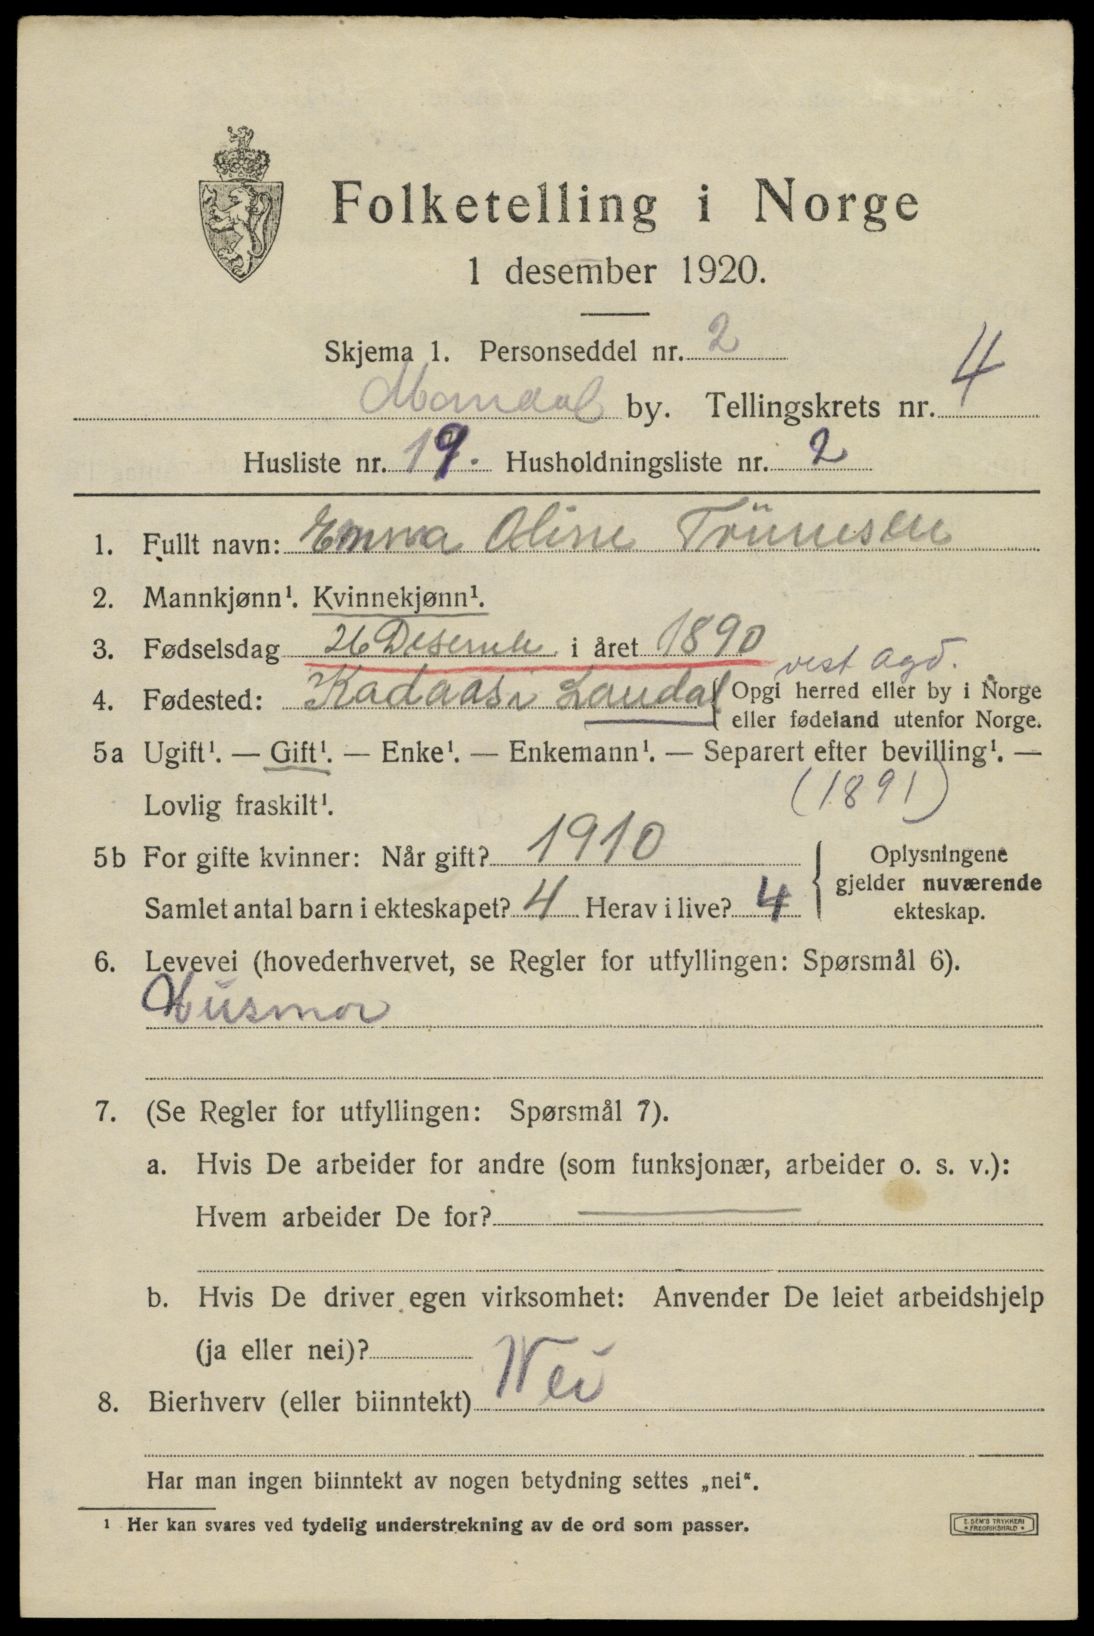 Folketelling i Norge
1 desember 1920.
Skjema 1. Personseddel nr. 2
Mandal by. Tellingskrets nr. 4
Husliste nr. 19. Husholdningsliste nr. 2
1. Fullt navn: Emma Oline Tönnesen
2. Mannkjønn¹. Kvinnekjønn¹.
3. Fødselsdag 26 i året 1890
vest agd.
4. Fødested: Laudal { Opgi herred eller by i Norge
eller fødeland utenfor Norge.
5a Ugift¹. — Gift¹. — Enke¹. — Enkemann¹. — Separert efter bevilling¹. —
Lovlig fraskilt¹. (1891)
5b For gifte kvinner: Når gift? 1910 Oplysningene
Samlet antal barn i ekteskapet? 4 Herav i live? 4 gjelder nuværende
ekteskap.
6. Levevei (hovederhvervet, se Regler for utfyllingen: Spørsmål 6).
Husmor
7. (Se Regler for utfyllingen: Spørsmål 7).
a. Hvis De arbeider for andre (som funksjonær, arbeider o. s. v.):
Hvem arbeider De for? —
b. Hvis De driver egen virksomhet: Anvender De leiet arbeidshjelp
(ja eller nei)?
8. Bierhverv (eller biinntekt) Nei
Har man ingen biinntekt av nogen betydning settes „nei“.
¹ Her kan svares ved tydelig understrekning av de ord som passer.
E. SEM'S TRYKKERI
* FREDRIKSHALD *